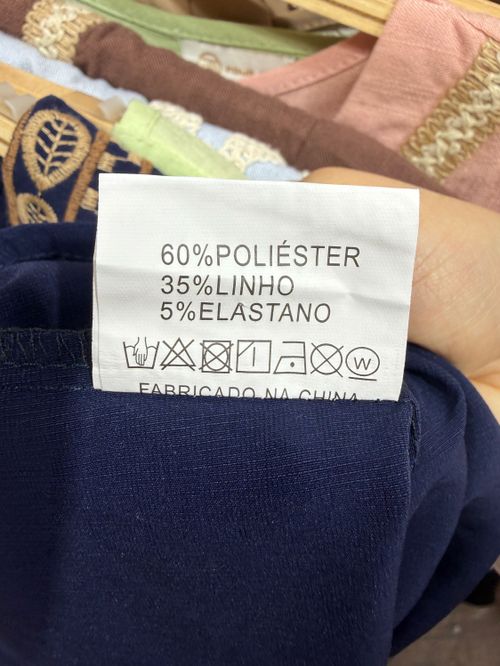 60%POLIÉSTER
35%LINHO
5%ELASTANO
W
FABRICADO NA CHINA